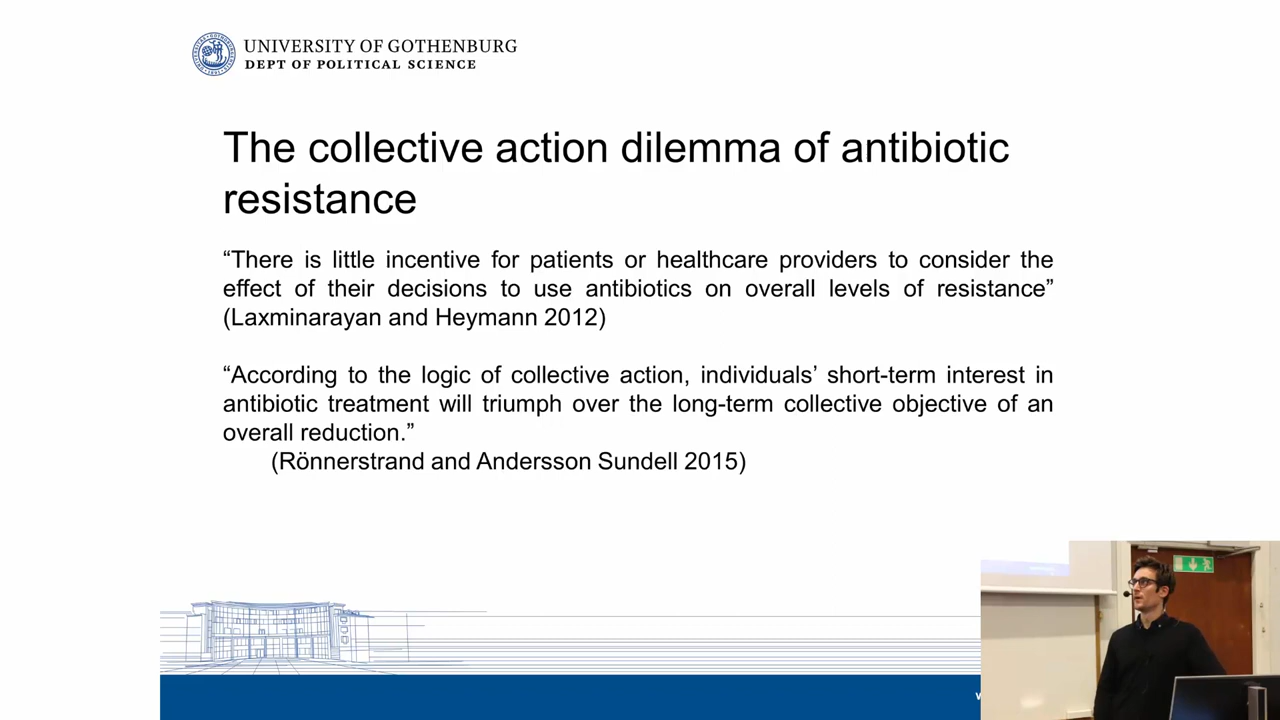 UNIVERSITY OF GOTHENBURG
DEPT OF POLITICAL SCIENCE
The collective action dilemma of antibiotic
resistance
“There is little incentive for patients or healthcare providers to consider the
effect of their decisions to use antibiotics on overall levels of resistance”
(Laxminarayan and Heymann 2012)
“According to the logic of collective action, individuals’ short-term interest in
antibiotic treatment will triumph over the long-term collective objective of an
overall reduction.”
(Rönnerstrand and Andersson Sundell 2015)